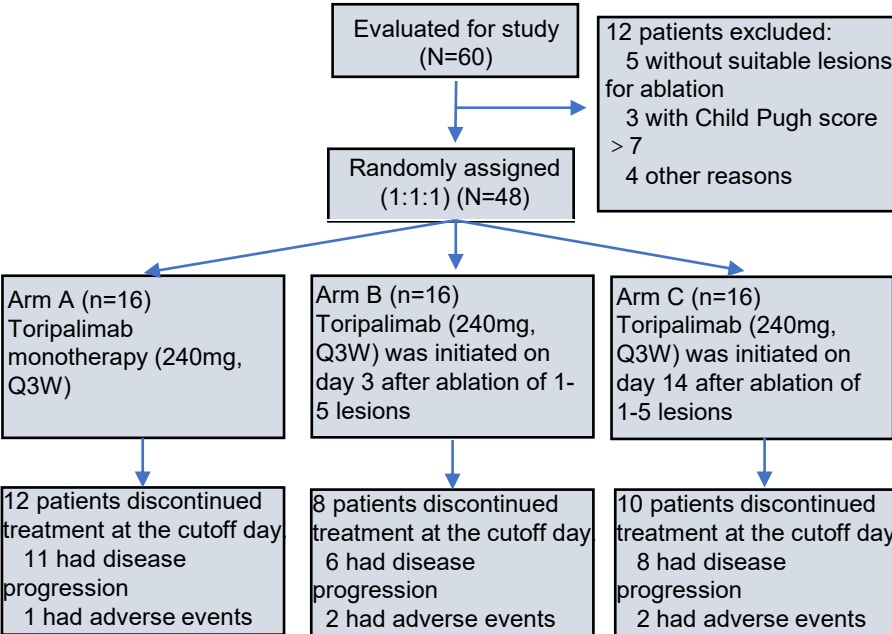 Evaluated for study
(N=60)
12 patients excluded:
5 without suitable lesions
for ablation
3 with Child Pugh score
> 7
4 other reasons
Randomly assigned
(1:1:1) (N=48)
Arm A (n=16)
Toripalimab
monotherapy (240mg,
Q3W)
Arm B (n=16)
Toripalimab (240mg,
Q3W) was initiated on
day 3 after ablation of 1-
5 lesions
Arm C (n=16)
Toripalimab (240mg,
Q3W) was initiated on
day 14 after ablation of
1-5 lesions
12 patients discontinued
treatment at the cutoff day.
11 had disease
progression
1 had adverse events
8 patients discontinued
treatment at the cutoff day.
6 had disease
progression
2 had adverse events
10 patients discontinued
treatment at the cutoff day
8 had disease
progression
2 had adverse events